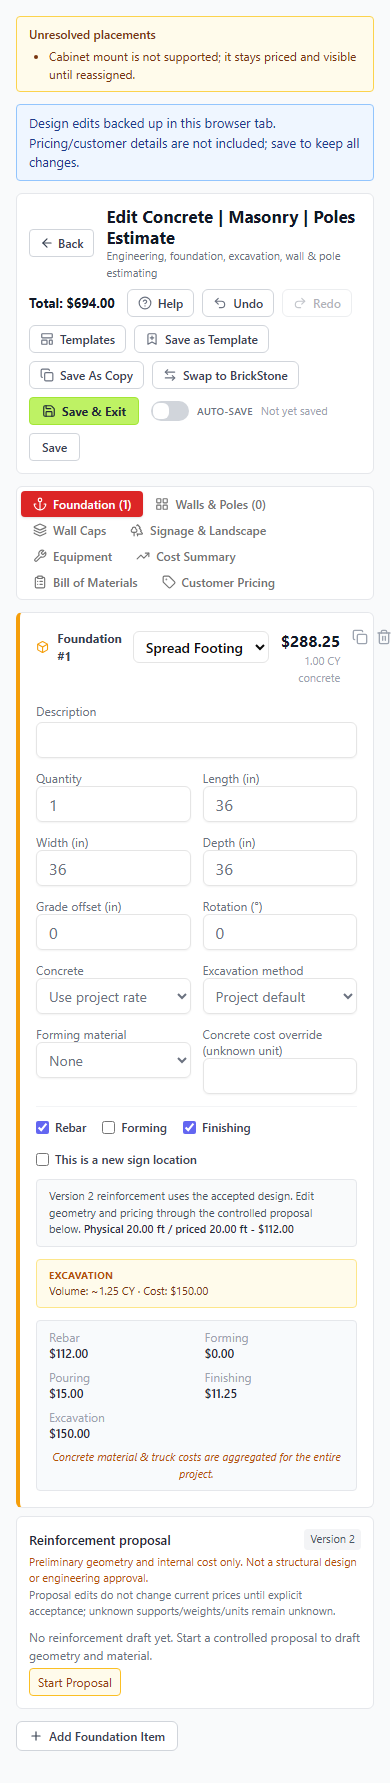 Unresolved placements
• Cabinet mount is not supported; it stays priced and visible
until reassigned.
Design edits backed up in this browser tab.
Pricing/customer details are not included; save to keep all
changes.
Back
Edit Concrete | Masonry | Poles
Estimate
Engineering, foundation, excavation, wall & pole
estimating
Total: $694.00 Help Undo Redo
Templates Save as Template
Save As Copy Swap to BrickStone
Save & Exit AUTO-SAVE Not yet saved
Save
Foundation (1) Walls & Poles (0)
Wall Caps Signage & Landscape
Equipment Cost Summary
Bill of Materials Customer Pricing
Foundation
#1
Spread Footing
$288.25
1.00 CY
concrete
Description
Quantity Length (in)
1 36
Width (in) Depth (in)
36 36
Grade offset (in) Rotation (°)
0 0
Concrete Excavation method
Use project rate Project default
Forming material Concrete cost override
(unknown unit)
None
Rebar Forming Finishing
This is a new sign location
Version 2 reinforcement uses the accepted design. Edit
geometry and pricing through the controlled proposal
below. Physical 20.00 ft / priced 20.00 ft - $112.00
EXCAVATION
Volume: ~1.25 CY · Cost: $150.00
Rebar Forming
$112.00 $0.00
Pouring Finishing
$15.00 $11.25
Excavation
$150.00
Concrete material & truck costs are aggregated for the entire
project.
Reinforcement proposal Version 2
Preliminary geometry and internal cost only. Not a structural design
or engineering approval.
Proposal edits do not change current prices until explicit
acceptance; unknown supports/weights/units remain unknown.
No reinforcement draft yet. Start a controlled proposal to draft
geometry and material.
Start Proposal
+ Add Foundation Item